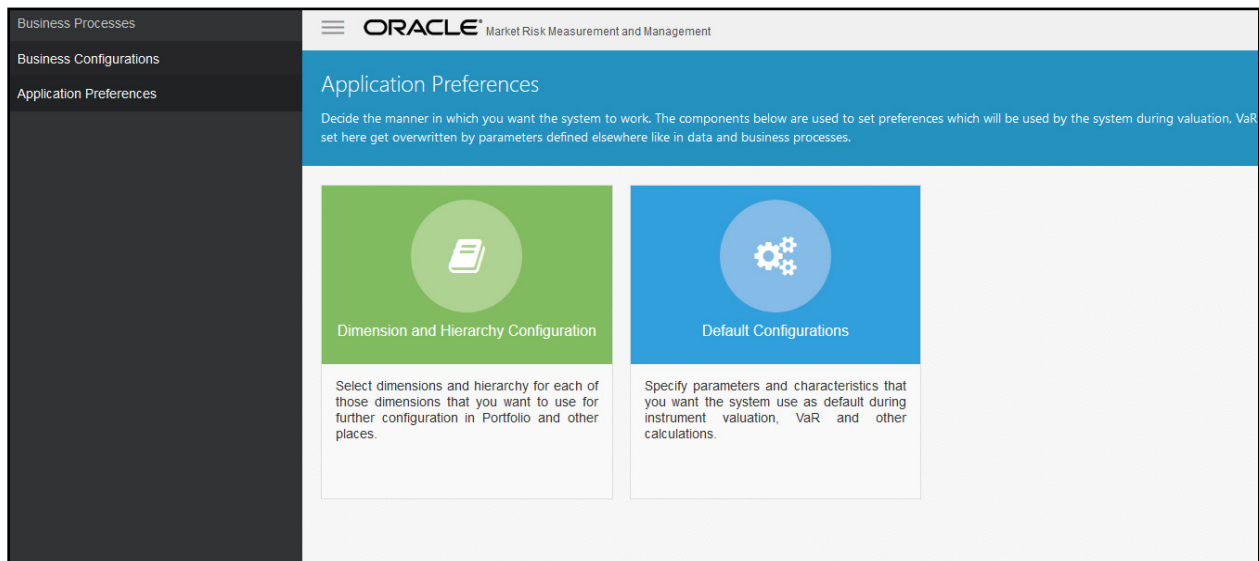 Business Processes
Business Configurations
Application Preferences
ORACLE® Market Risk Measurement and Management
Application Preferences
Decide the manner in which you want the system to work. The components below are used to set preferences which will be used by the system during valuation, VaR
set here get overwritten by parameters defined elsewhere like in data and business processes.
Dimension and Hierarchy Configuration
Select dimensions and hierarchy for each of
those dimensions that you want to use for
further configuration in Portfolio and other
places.
Default Configurations
Specify parameters and characteristics that
you want the system use as default during
instrument valuation, VaR and other
calculations.